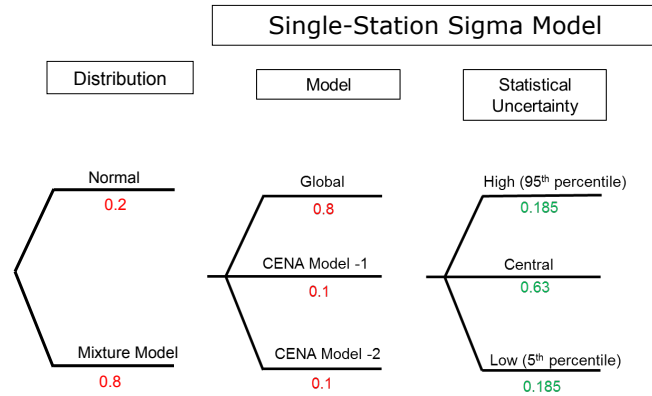 Single-Station Sigma Model
Distribution
Model
Statistical
Uncertainty
Normal
0.2
Mixture Model
0.8
Global
0.8
CENA Model -1
0.1
CENA Model -2
0.1
High (95th percentile)
0.185
Central
0.63
Low (5th percentile)
0.185